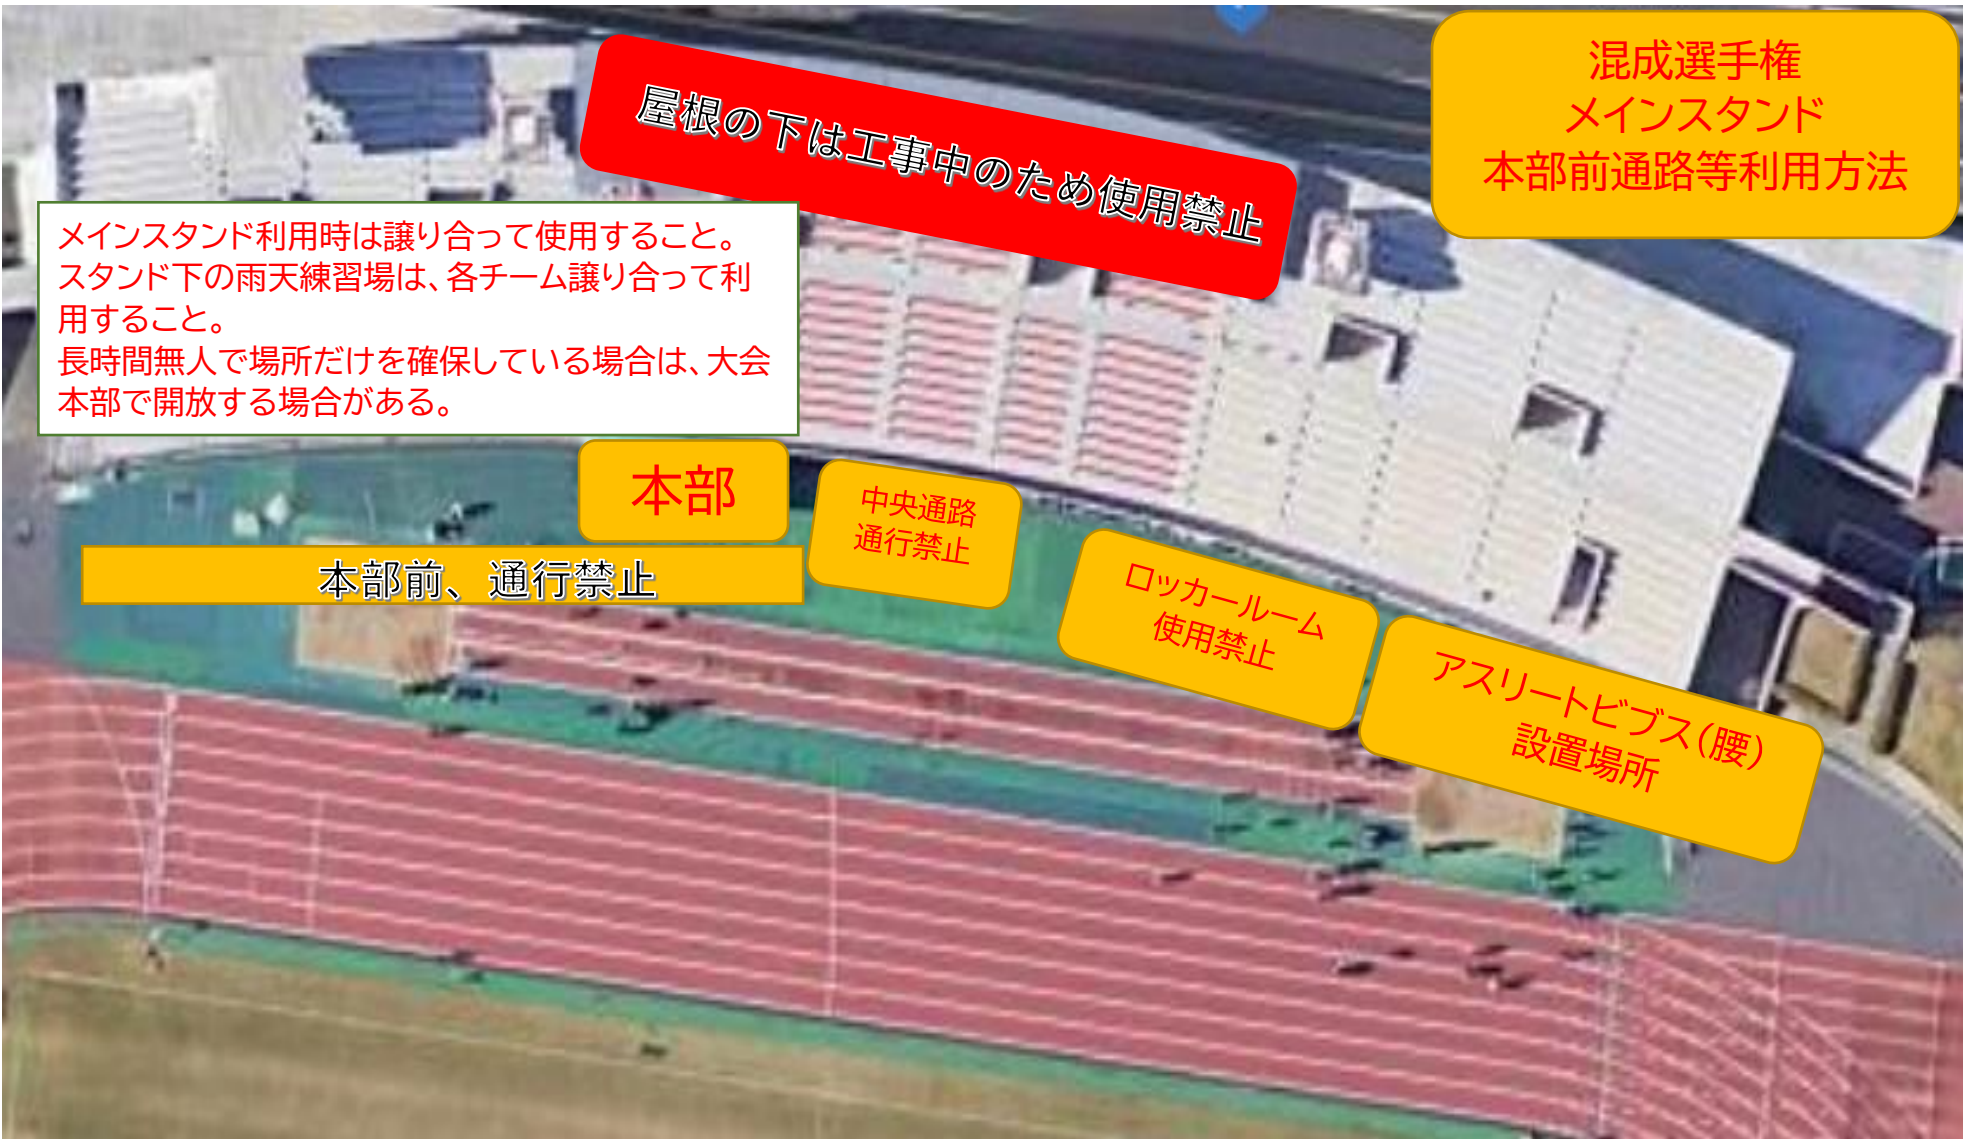 混成選手権
メインスタンド
本部前通路等利用方法
屋根の下は工事中のため使用禁止
メインスタンド利用時は譲り合って使用すること。
スタンド下の雨天練習場は、各チーム譲り合って利
用すること。
長時間無人で場所だけを確保している場合は、大会
本部で開放する場合がある。
本部
中央通路
通行禁止
本部前、通行禁止
ロッカールーム
使用禁止
アスリートビブス(腰)
設置場所